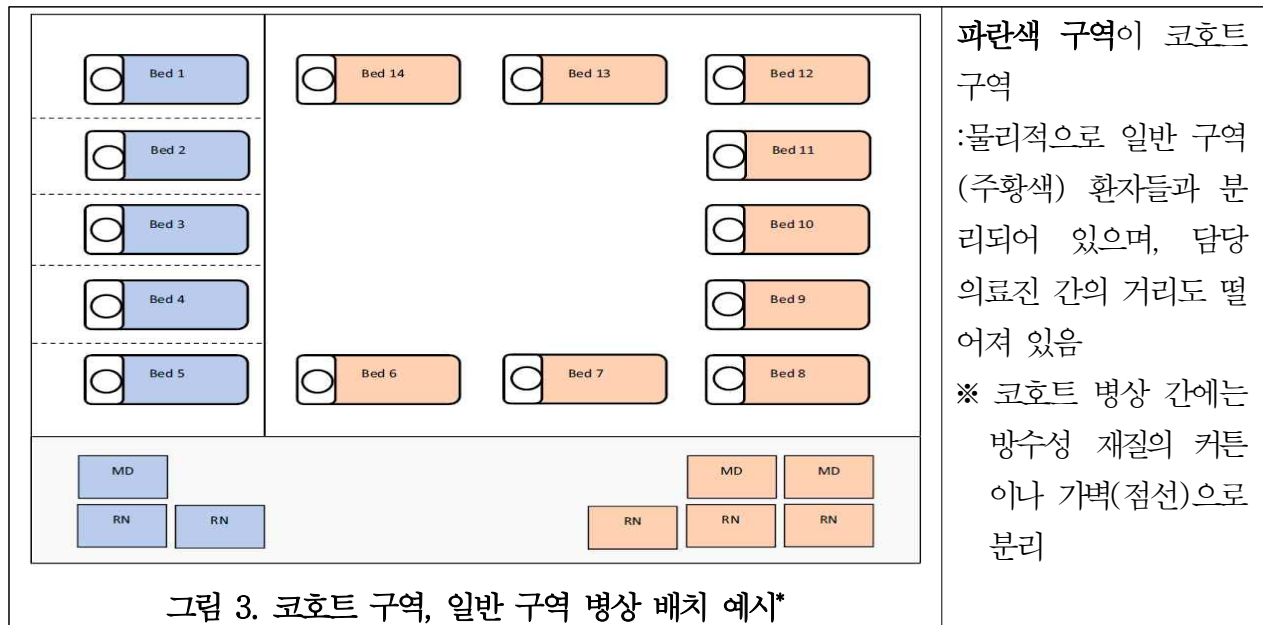 Bed 1
Bed 14
Bed 13
Bed 12
Bed 2
Bed 11
Bed 3
Bed 10
Bed 4
Bed 9
Bed 5
Bed 6
Bed 7
Bed 8
MD
MD
MD
RN
RN
RN
RN
RN
그림 3. 코호트 구역, 일반 구역 병상 배치 예시*
파란색 구역이 코호트
구역
:물리적으로 일반 구역
(주황색) 환자들과 분
리되어 있으며, 담당
의료진 간의 거리도 떨
어져 있음
※ 코호트 병상 간에는
방수성 재질의 커튼
이나 가벽(점선)으로
분리